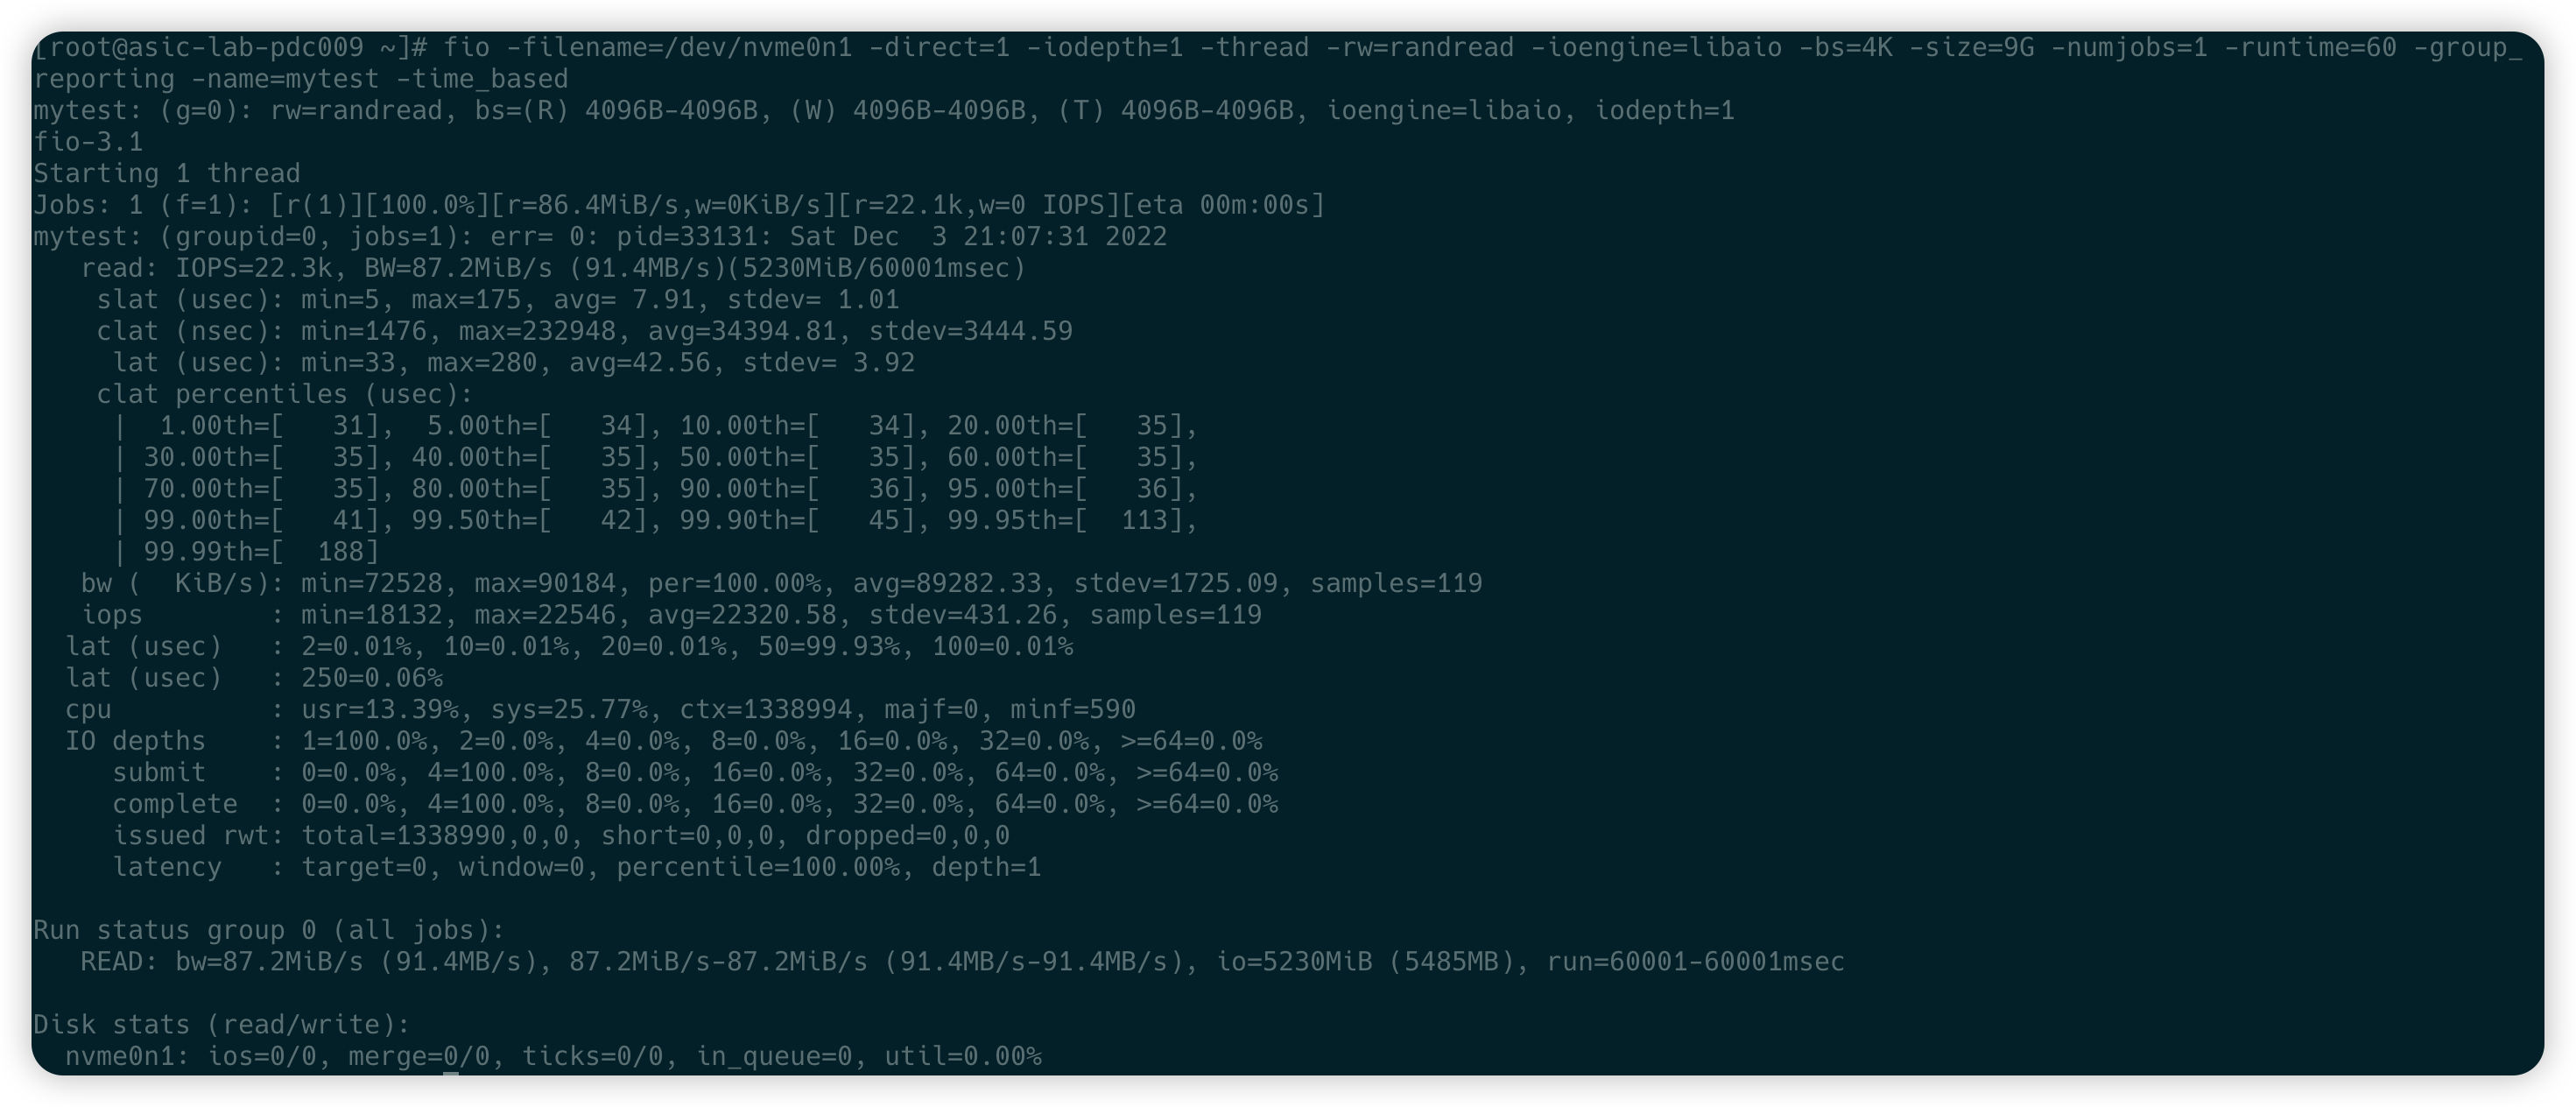 [root@asic-lab-pdc009 ~]# fio -filename=/dev/nvme0n1 -direct=1 -iodepth=1 -thread -rw=randread -ioengine=libaio -bs=4K -size=9G -numjobs=1 -runtime=60 -group_
reporting -name=mytest -time_based
mytest: (g=0): rw=randread, bs=(R) 4096B-4096B, (W) 4096B-4096B, (T) 4096B-4096B, ioengine=libaio, iodepth=1
fio-3.1
Starting 1 thread
Jobs: 1 (f=1): [r(1)][100.0%][r=86.4MiB/s,w=0KiB/s][r=22.1k,w=0 IOPS][eta 00m:00s]
mytest: (groupid=0, jobs=1): err= 0: pid=33131: Sat Dec  3 21:07:31 2022
   read: IOPS=22.3k, BW=87.2MiB/s (91.4MB/s)(5230MiB/60001msec)
    slat (usec): min=5, max=175, avg= 7.91, stdev= 1.01
    clat (nsec): min=1476, max=232948, avg=34394.81, stdev=3444.59
     lat (usec): min=33, max=280, avg=42.56, stdev= 3.92
    clat percentiles (usec):
     |  1.00th=[   31],  5.00th=[   34], 10.00th=[   34], 20.00th=[   35],
     | 30.00th=[   35], 40.00th=[   35], 50.00th=[   35], 60.00th=[   35],
     | 70.00th=[   35], 80.00th=[   35], 90.00th=[   36], 95.00th=[   36],
     | 99.00th=[   41], 99.50th=[   42], 99.90th=[   45], 99.95th=[  113],
     | 99.99th=[  188]
   bw (  KiB/s): min=72528, max=90184, per=100.00%, avg=89282.33, stdev=1725.09, samples=119
   iops        : min=18132, max=22546, avg=22320.58, stdev=431.26, samples=119
  lat (usec)   : 2=0.01%, 10=0.01%, 20=0.01%, 50=99.93%, 100=0.01%
  lat (usec)   : 250=0.06%
  cpu          : usr=13.39%, sys=25.77%, ctx=1338994, majf=0, minf=590
  IO depths    : 1=100.0%, 2=0.0%, 4=0.0%, 8=0.0%, 16=0.0%, 32=0.0%, >=64=0.0%
     submit    : 0=0.0%, 4=100.0%, 8=0.0%, 16=0.0%, 32=0.0%, 64=0.0%, >=64=0.0%
     complete  : 0=0.0%, 4=100.0%, 8=0.0%, 16=0.0%, 32=0.0%, 64=0.0%, >=64=0.0%
     issued rwt: total=1338990,0,0, short=0,0,0, dropped=0,0,0
     latency   : target=0, window=0, percentile=100.00%, depth=1

Run status group 0 (all jobs):
   READ: bw=87.2MiB/s (91.4MB/s), 87.2MiB/s-87.2MiB/s (91.4MB/s-91.4MB/s), io=5230MiB (5485MB), run=60001-60001msec

Disk stats (read/write):
  nvme0n1: ios=0/0, merge=0/0, ticks=0/0, in_queue=0, util=0.00%